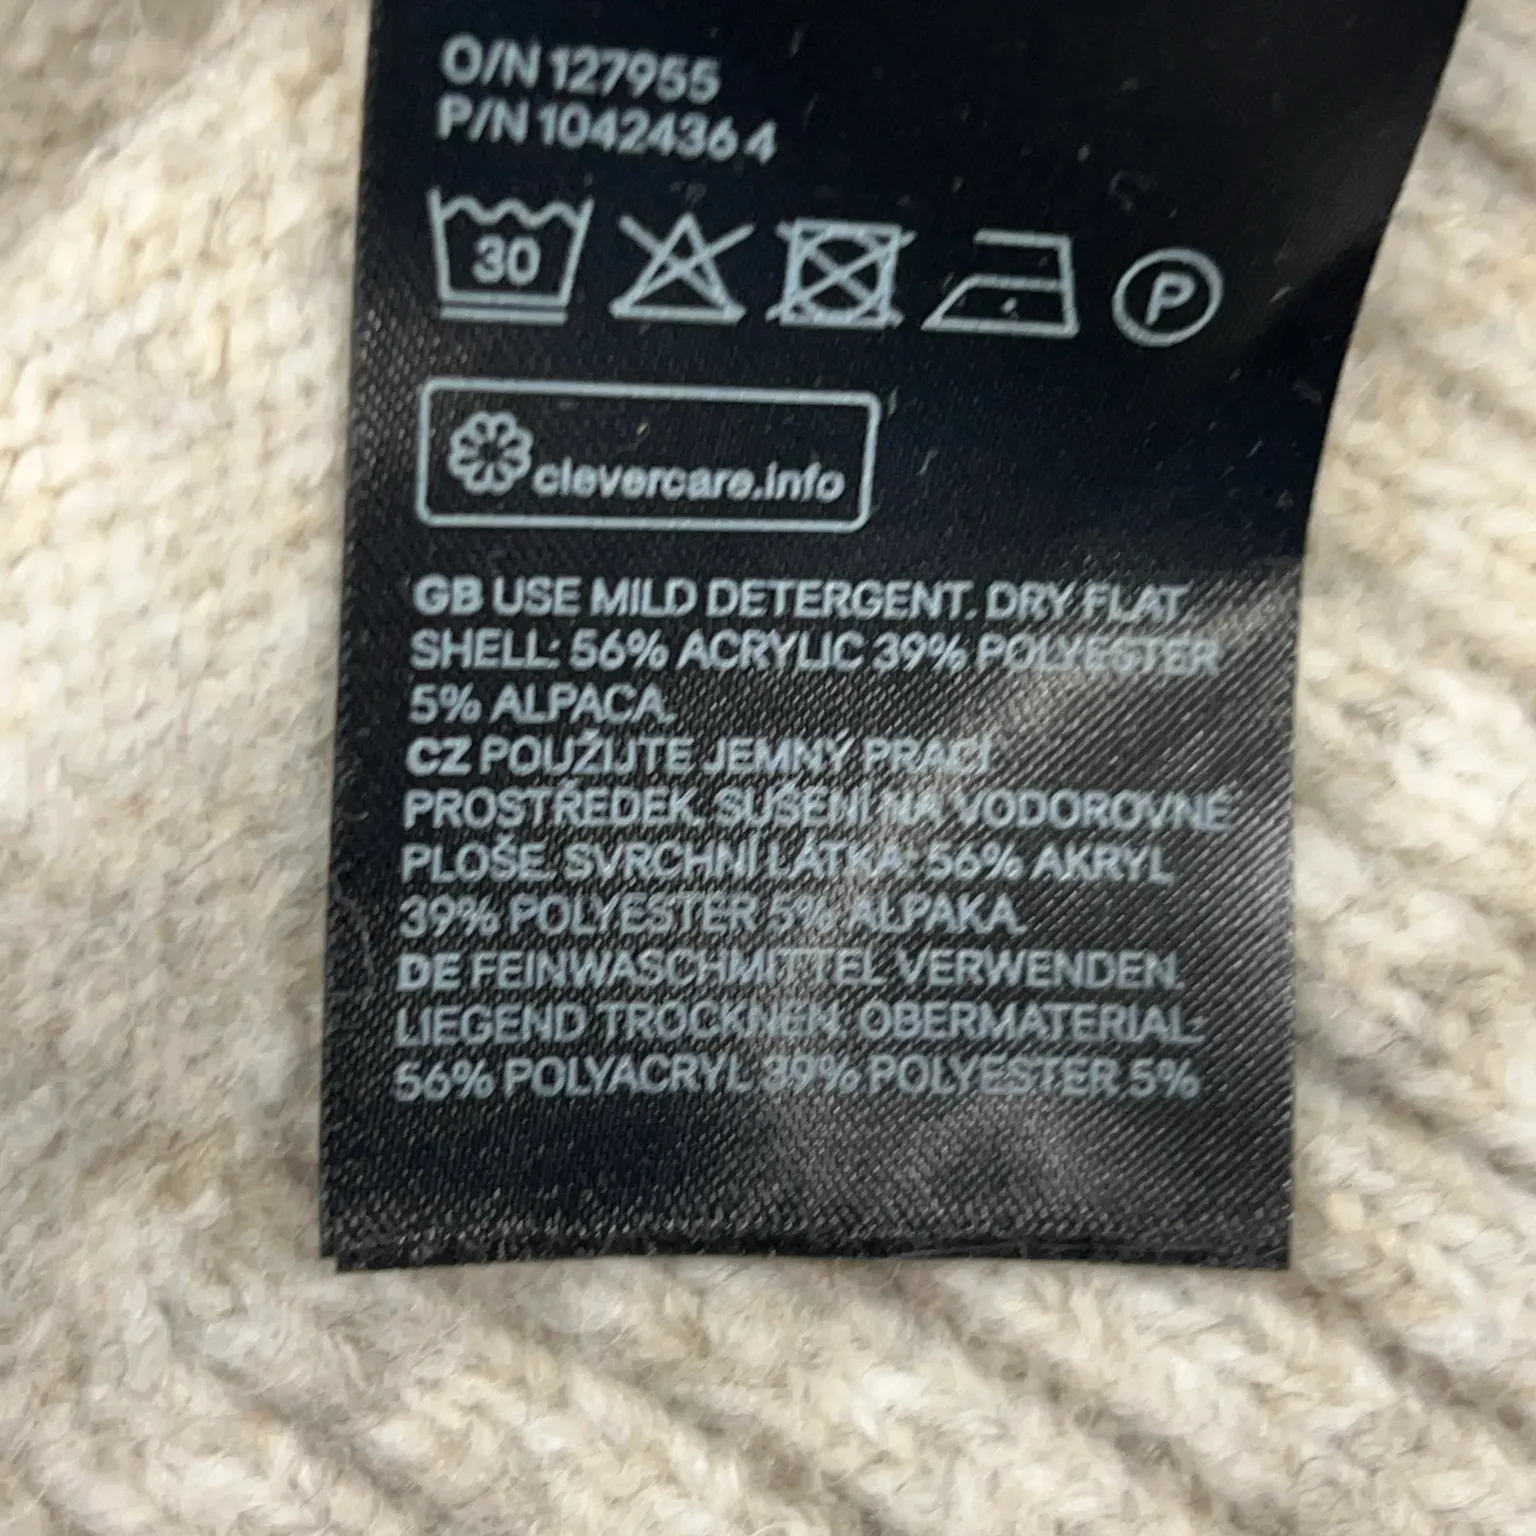 O/N 127955
P/N 1042436 4
30
P
clevercare.info
GB USE MILD DETERGENT. DRY FLAT.
SHELL: 56% ACRYLIC 39% POLYESTER
5% ALPACA.
CZ POUŽIJTE JEMNÝ PRACÍ
PROSTŘEDEK. SUŠENÍ NA VODOROVNÉ
PLOŠE. SVRCHNÍ LÁTKA: 56% AKRYL
39% POLYESTER 5% ALPAKA.
DE FEINWASCHMITTEL VERWENDEN.
LIEGEND TROCKNEN. OBERMATERIAL:
56% POLYACRYL 39% POLYESTER 5%